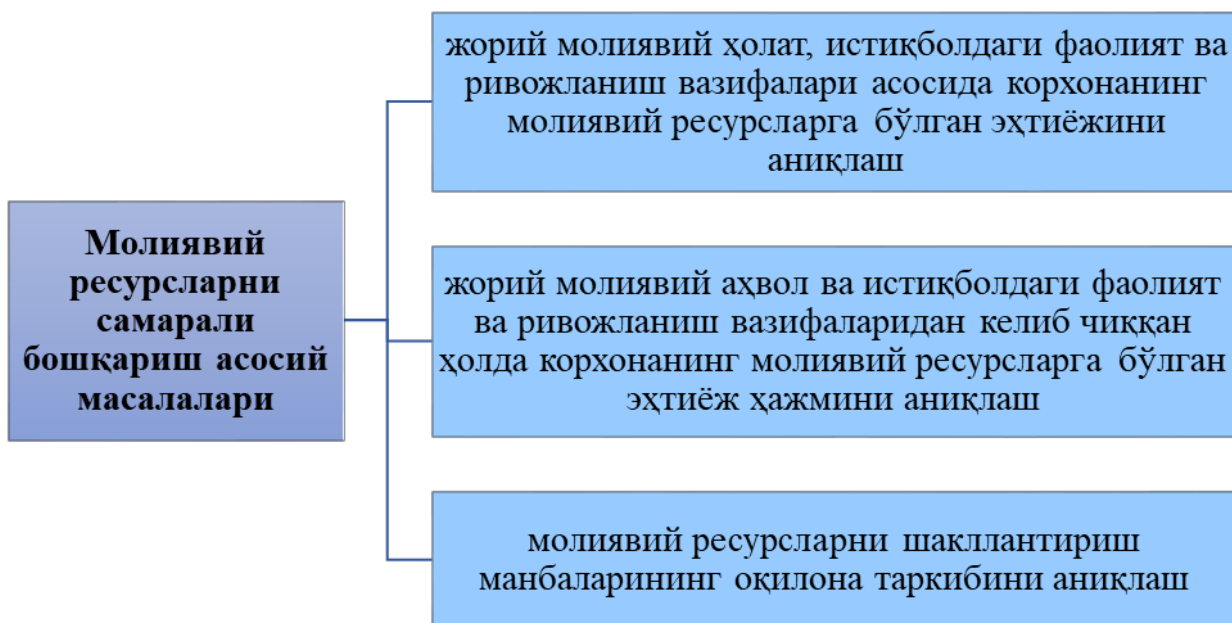 Молиявий
ресурсларни
самарали
бошқариш асосий
масалалари
жорий молиявий ҳолат, истиқболдаги фаолият ва
ривожланиш вазифалари асосида корхонанинг
молиявий ресурсларга бўлган эҳтиёжини
аниқлаш
жорий молиявий аҳвол ва истиқболдаги фаолият
ва ривожланиш вазифаларидан келиб чиққан
ҳолда корхонанинг молиявий ресурсларга бўлган
эҳтиёж ҳажмини аниқлаш
молиявий ресурсларни шакллантириш
манбаларининг оқилона таркибини аниқлаш